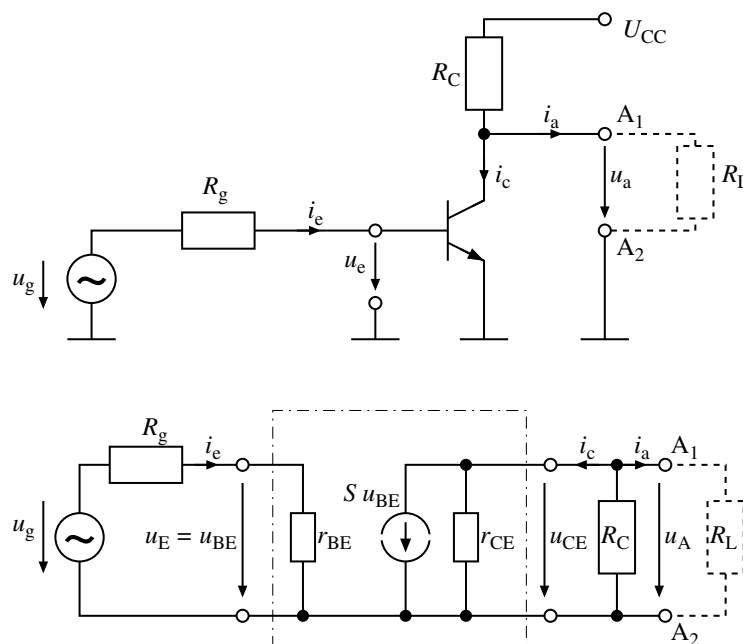 U_CC
R_C
i_a
A_1
R_g
i_e
i_c
u_a
R_L
u_g
u_e
A_2
R_g
i_e
i_c
i_a
A_1
u_g
u_E = u_BE
r_BE
S u_BE
r_CE
u_CE
R_C
u_A
R_L
A_2